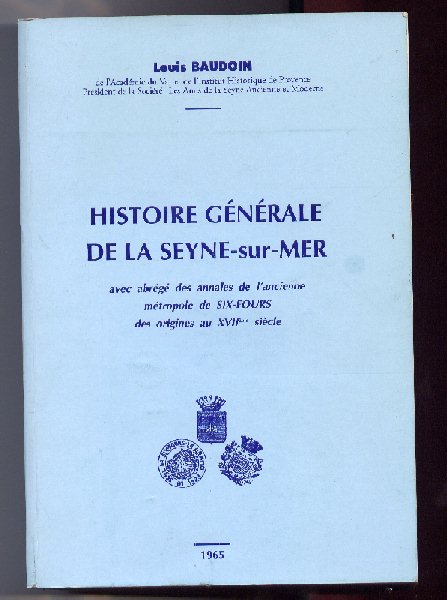 Louis BAUDOIN
de l'Académie du Var et de l'Institut Historique de Provence
Président de la Société "Les Amis de la Seyne Ancienne et Moderne"
HISTOIRE GÉNÉRALE
DE LA SEYNE-sur-MER
avec abrégé des annales de l'ancienne
métropole de SIX-FOURS
des origines au XVIIme siècle
1965